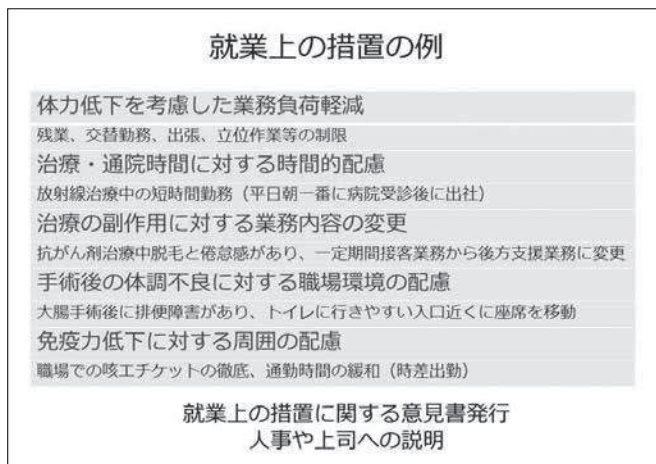 就業上の措置の例
体力低下を考慮した業務負荷軽減
残業、交替勤務、出張、立位作業等の制限
治療・通院時間に対する時間的配慮
放射線治療中の短時間勤務（平日朝一番に病院受診後に出社）
治療の副作用に対する業務内容の変更
抗がん剤治療中脱毛と倦怠感があり、一定期間接客業務から後方支援業務に変更
手術後の体調不良に対する職場環境の配慮
大腸手術後に排便障害があり、トイレに行きやすい入口近くに座席を移動
免疫力低下に対する周囲の配慮
職場での咳エチケットの徹底、通勤時間の緩和（時差出勤）
就業上の措置に関する意見書発行
人事や上司への説明